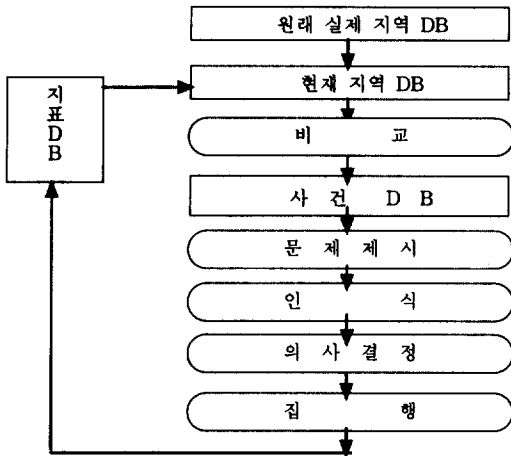 원래 실제 지역 DB
현재 지역 DB
지
표
D
B
비 교
사 건 D B
문 제 제 시
인 식
의 사 결 정
집 행